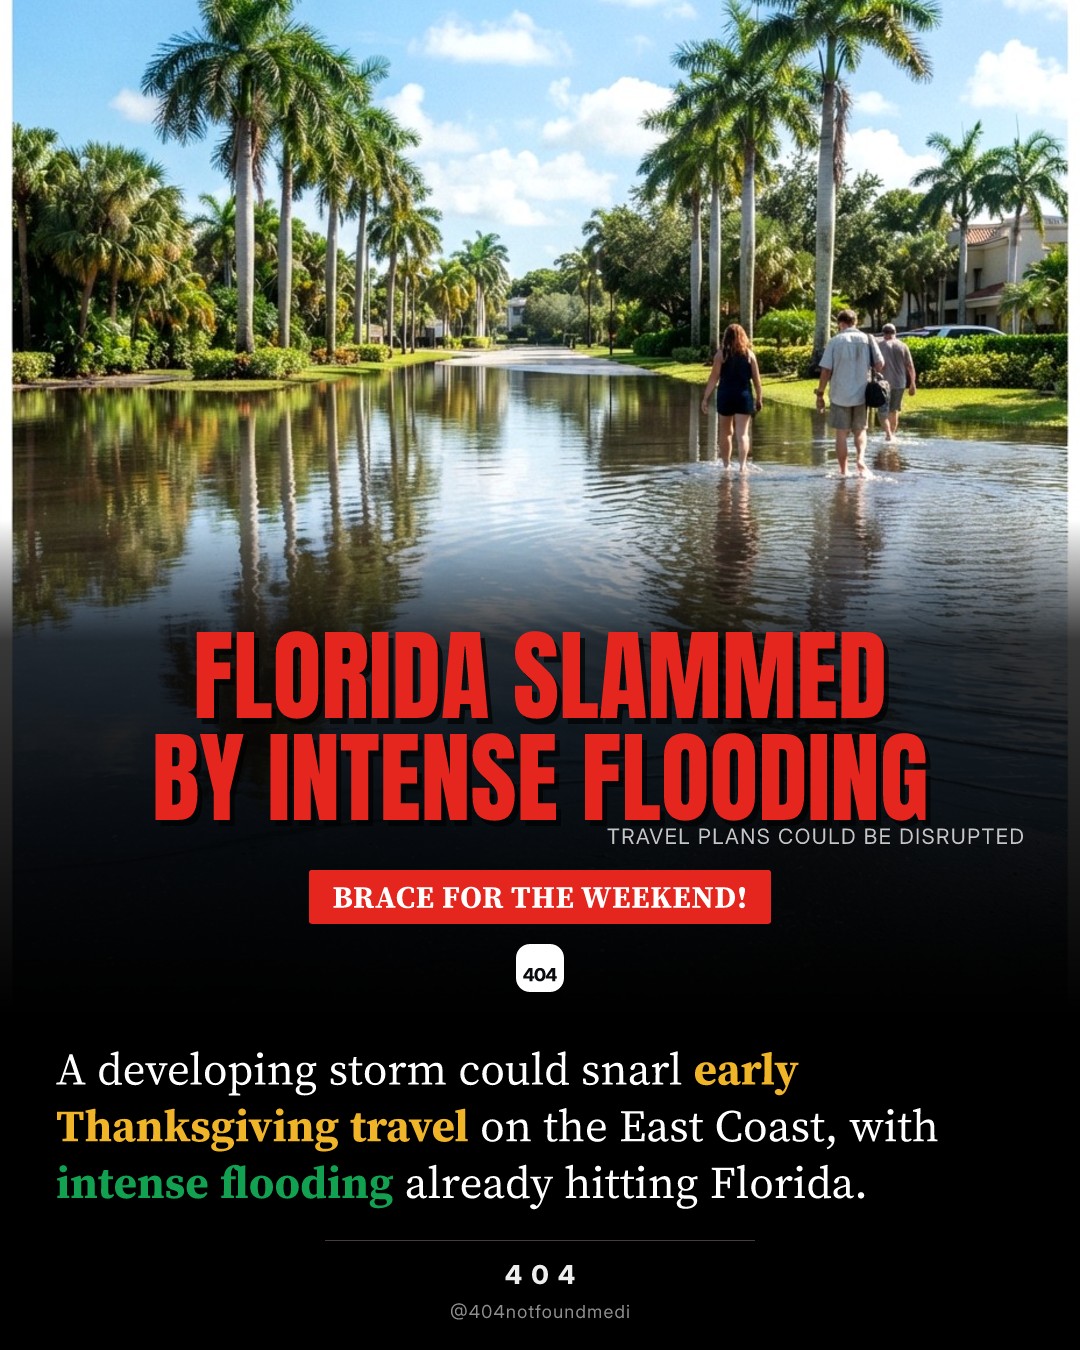 FLORIDA SLAMMED
BY INTENSE FLOODING
TRAVEL PLANS COULD BE DISRUPTED
BRACE FOR THE WEEKEND!
404
A developing storm could snarl early
Thanksgiving travel on the East Coast, with
intense flooding already hitting Florida.
404
@404notfoundmedi